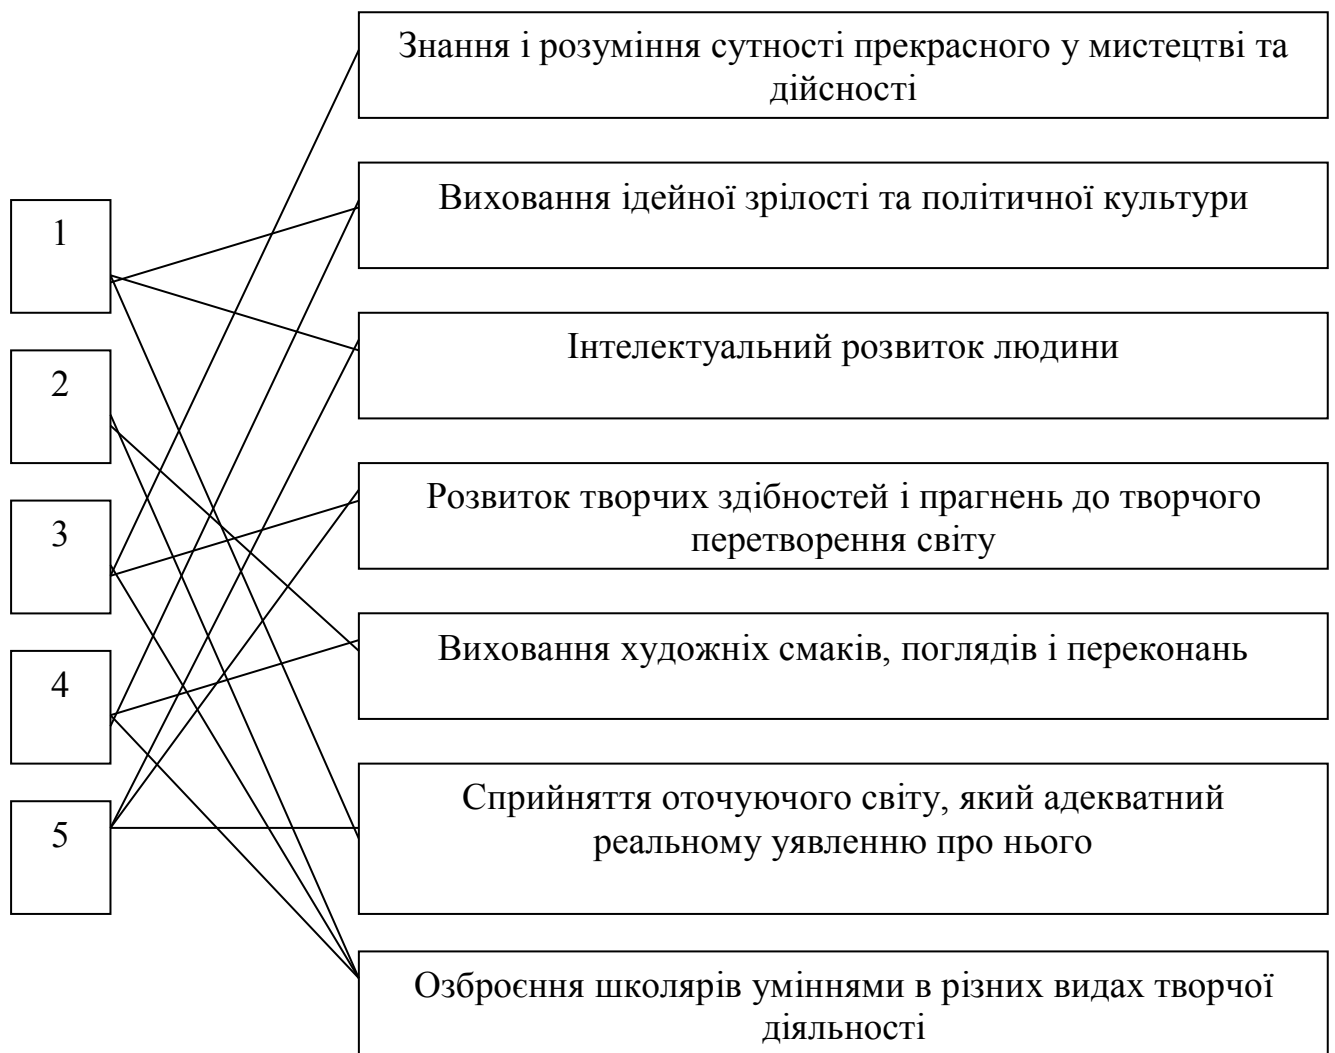 Знання і розуміння сутності прекрасного у мистецтві та
дійсності
Виховання ідейної зрілості та політичної культури
1
Інтелектуальний розвиток людини
2
Розвиток творчих здібностей і прагнень до творчого
перетворення світу
3
Виховання художніх смаків, поглядів і переконань
4
Сприйняття оточуючого світу, який адекватний
реальному уявленню про нього
5
Озброєння школярів уміннями в різних видах творчої
діяльності